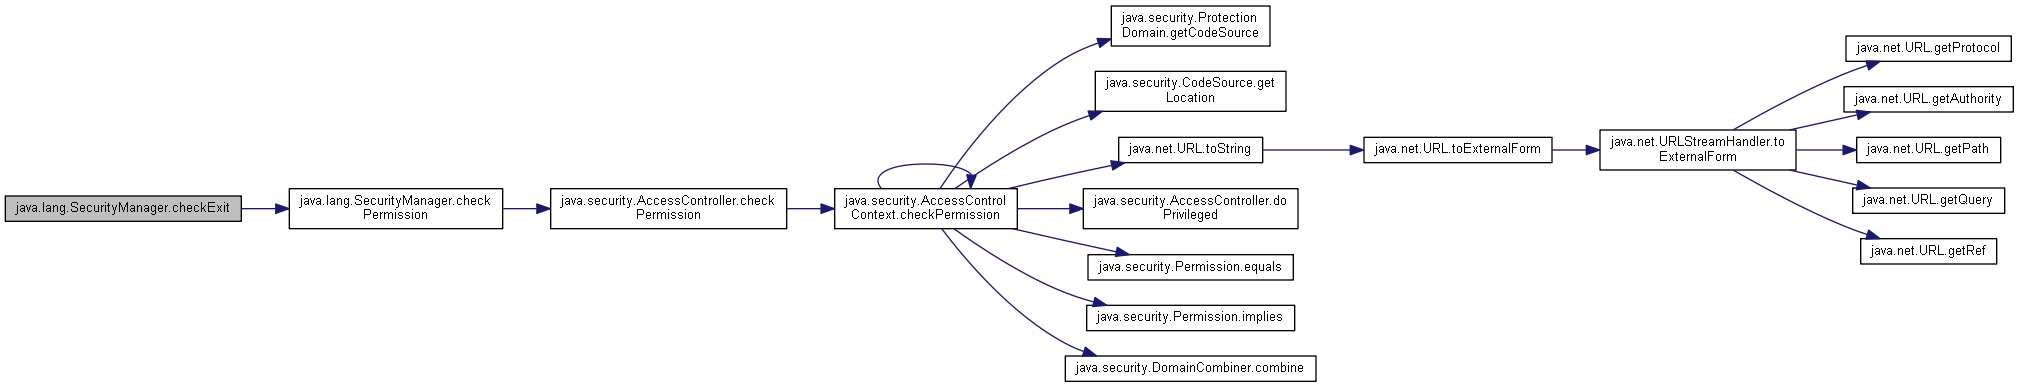 java.lang.SecurityManager.checkExit
java.lang.SecurityManager.check
Permission
java.security.AccessController.check
Permission
java.security.AccessControl
Context.checkPermission
java.security.Protection
Domain.getCodeSource
java.security.CodeSource.get
Location
java.net.URL.toString
java.security.AccessController.do
Privileged
java.security.Permission.equals
java.security.Permission.implies
java.security.DomainCombiner.combine
java.net.URL.toExternalForm
java.net.URLStreamHandler.to
ExternalForm
java.net.URL.getProtocol
java.net.URL.getAuthority
java.net.URL.getPath
java.net.URL.getQuery
java.net.URL.getRef